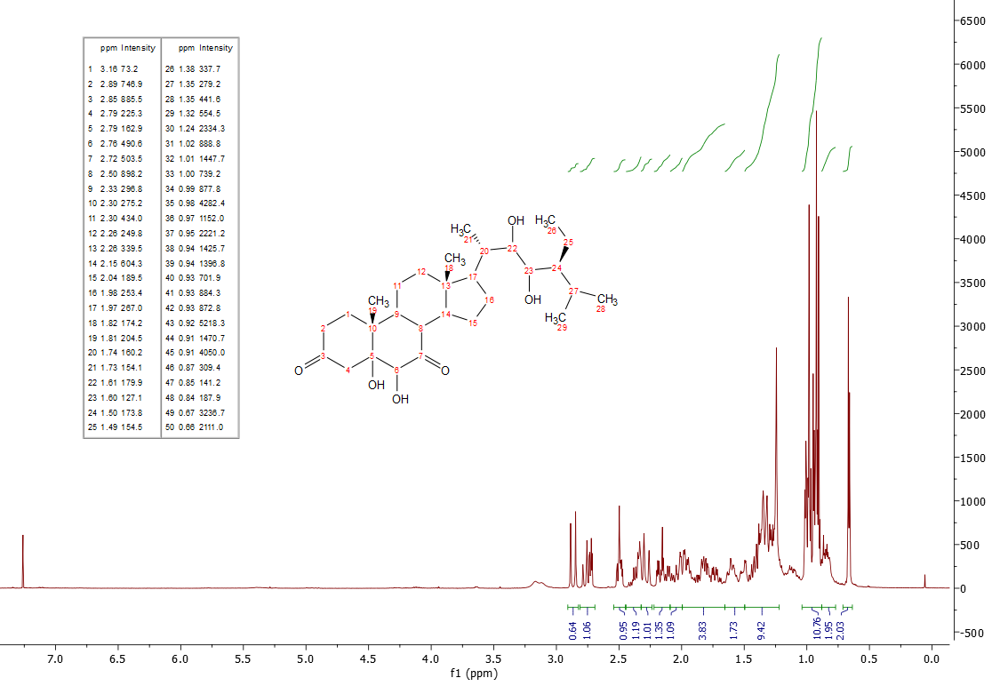 ppm Intensity ppm Intensity
1 3.16 73.2 26 1.38 337.7
2 2.89 746.9 27 1.35 279.2
3 2.85 885.5 28 1.35 441.6
4 2.79 225.3 29 1.32 554.5
5 2.79 162.9 30 1.24 2334.3
6 2.76 490.6 31 1.02 888.8
7 2.72 503.5 32 1.01 1447.7
8 2.50 898.2 33 1.00 739.2
9 2.33 296.8 34 0.99 877.8
10 2.30 275.2 35 0.98 4282.4
11 2.30 434.0 36 0.97 1152.0
12 2.26 249.8 37 0.95 2221.2
13 2.26 339.5 38 0.94 1425.7
14 2.15 604.3 39 0.94 1396.8
15 2.04 189.5 40 0.93 701.9
16 1.98 253.4 41 0.93 884.3
17 1.97 267.0 42 0.93 872.8
18 1.82 174.2 43 0.92 5218.3
19 1.81 204.5 44 0.91 1470.7
20 1.74 160.2 45 0.91 4050.0
21 1.73 154.1 46 0.87 309.4
22 1.61 179.9 47 0.85 141.2
23 1.60 127.1 48 0.84 187.9
24 1.50 173.8 49 0.67 3236.7
25 1.49 154.5 50 0.66 2111.0
OH H3C
26
H3C
21
25
22
20
CH3
18
12
17
23
24
11
13
16
OH
27
CH3
28
CH3
19
H3C
29
1
9
14
15
2
10
8
3
5
7
O
4
6
O
OH
OH
6500
6000
5500
5000
4500
4000
3500
3000
2500
2000
1500
1000
500
0
-500
0.64
1.06
0.95
1.19
1.01
1.35
1.09
3.83
1.73
9.42
10.76
1.95
2.03
7.0 6.5 6.0 5.5 5.0 4.5 4.0 3.5 3.0 2.5 2.0 1.5 1.0 0.5 0.0
f1 (ppm)